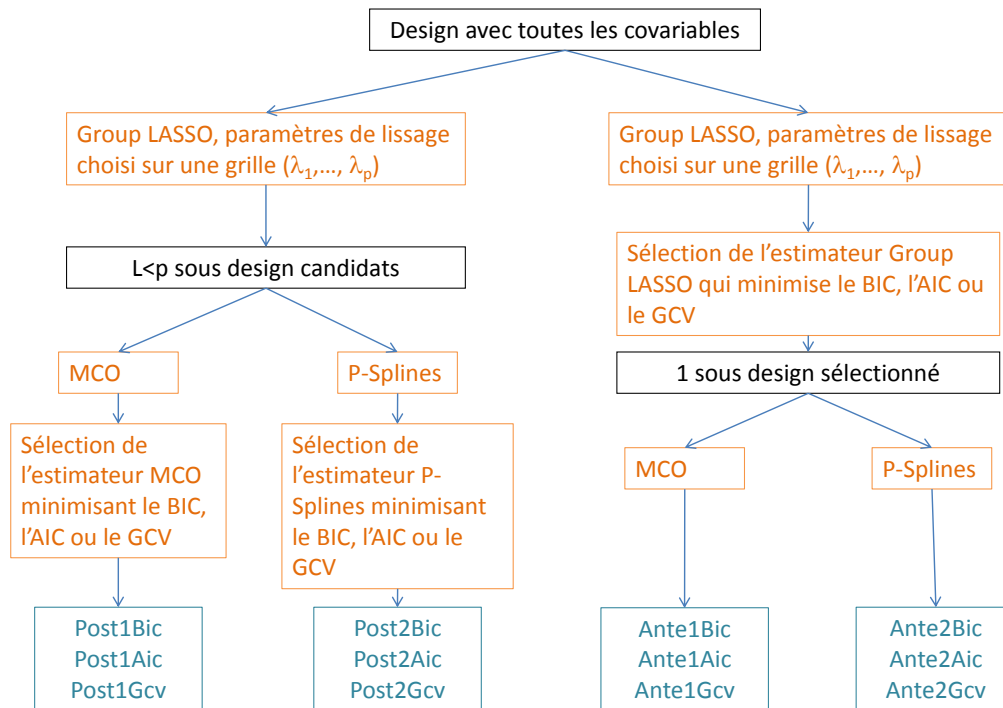 Design avec toutes les covariables
Group LASSO, paramètres de lissage
choisi sur une grille (λ1,..., λp)
L<p sous design candidats
MCO
P-Splines
Sélection de
l'estimateur MCO
minimisant le BIC,
l'AIC ou le GCV
Sélection de
l'estimateur P-
Splines minimisant
le BIC, l'AIC ou le
GCV
Post1Bic
Post1Aic
Post1Gcv
Post2Bic
Post2Aic
Post2Gcv
Group LASSO, paramètres de lissage
choisi sur une grille (λ1,..., λp)
Sélection de l'estimateur Group
LASSO qui minimise le BIC, l'AIC ou
le GCV
1 sous design sélectionné
MCO
P-Splines
Ante1Bic
Ante1Aic
Ante1Gcv
Ante2Bic
Ante2Aic
Ante2Gcv